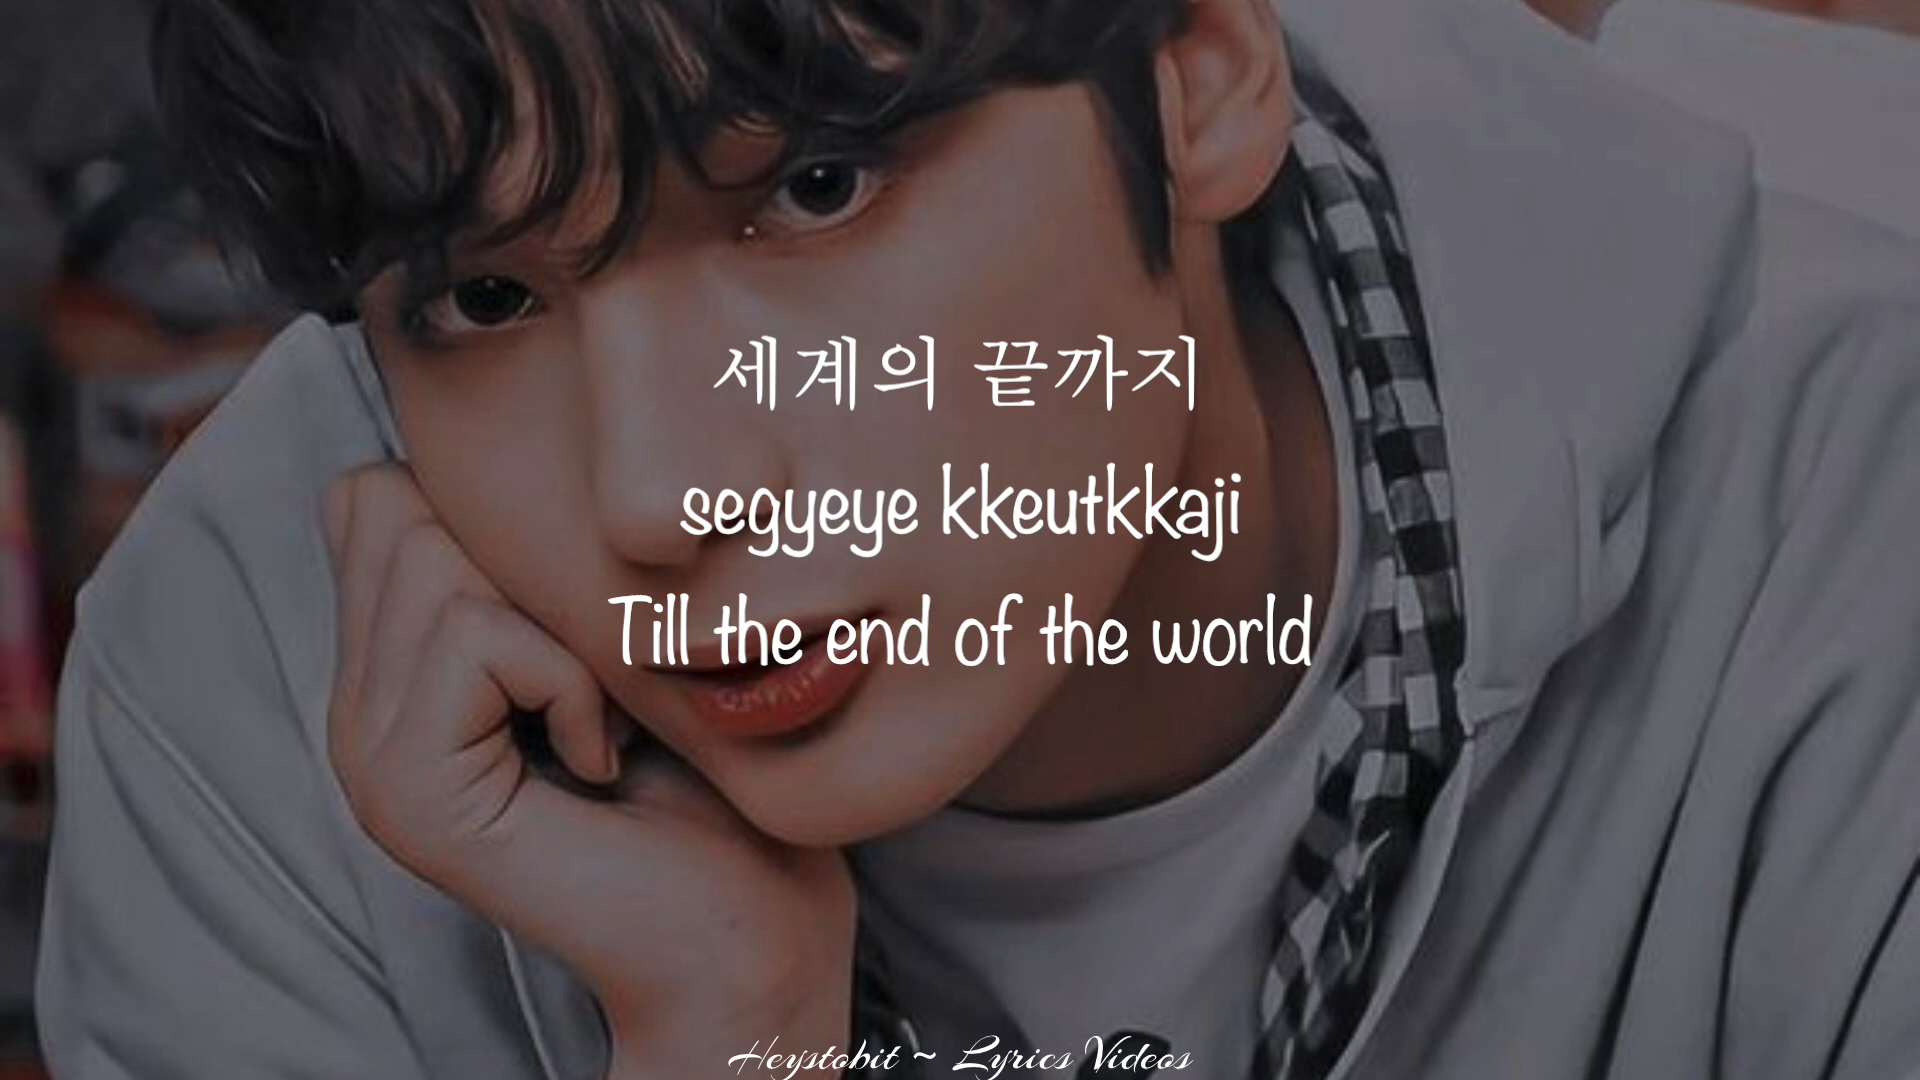 세계의 끝까지
segyeye kkeutkkaji
Till the end of the world
Heystobit ~ Lyrics Videos